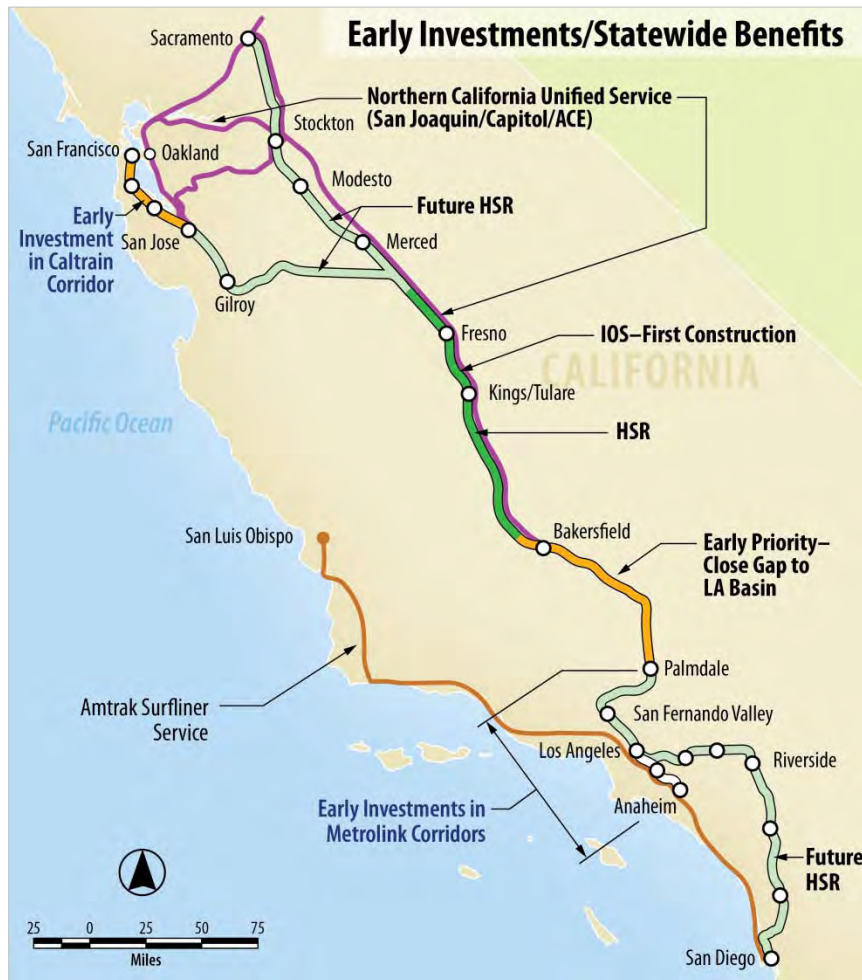 Early Investments/Statewide Benefits
Sacramento
Northern California Unified Service
(San Joaquin/Capitol/ACE)
Stockton
San Francisco
Oakland
Modesto
Early
Investment
in Caltrain
Corridor
San Jose
Future HSR
Merced
Gilroy
Fresno
IOS–First Construction
CALIFORNIA
Kings/Tulare
Pacific Ocean
HSR
San Luis Obispo
Bakersfield
Early Priority–
Close Gap to
LA Basin
Palmdale
Amtrak Surfliner
Service
San Fernando Valley
Los Angeles
Riverside
Early Investments in
Metrolink Corridors
Anaheim
Future
HSR
San Diego
25 0 25 50 75
Miles